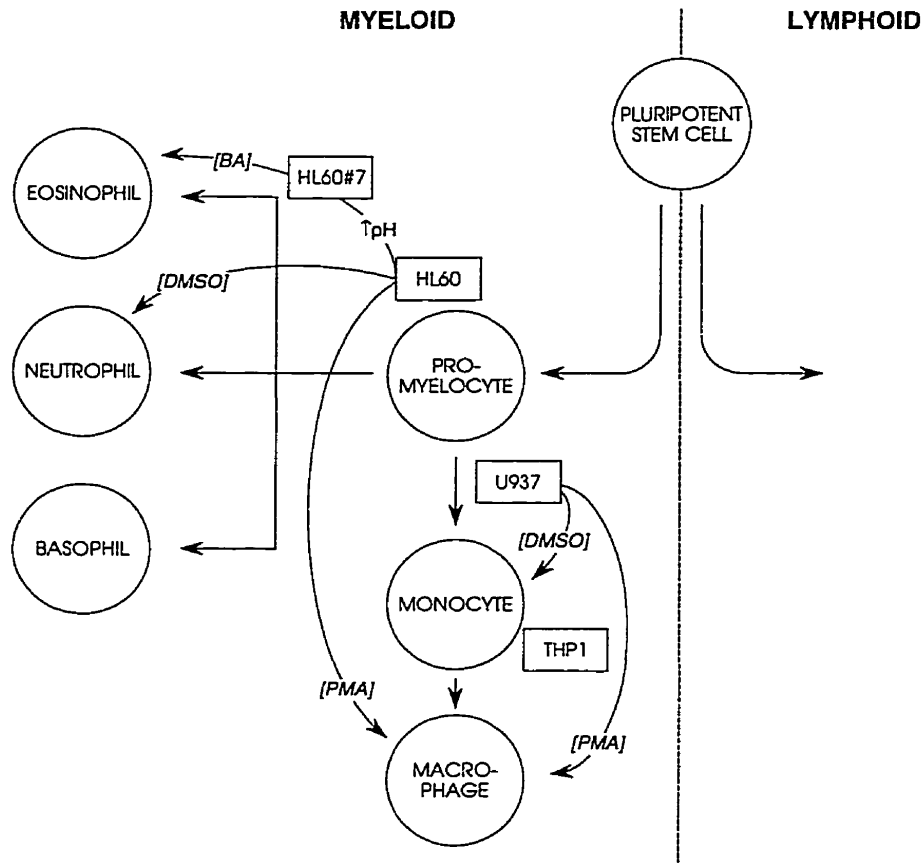 MYELOID
LYMPHOID
PLURIPOTENT
STEM CELL
[BA]
HL60#7
EOSINOPHIL
↑pH
[DMSO]
HL60
NEUTROPHIL
PRO-
MYELOCYTE
U937
[DMSO]
BASOPHIL
MONOCYTE
THP1
[PMA]
[PMA]
MACRO-
PHAGE